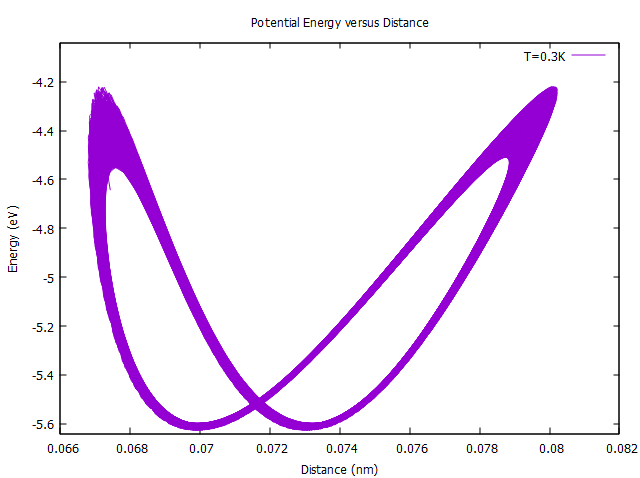 Potential Energy versus Distance
T=0.3K
-4.2
-4.4
-4.6
-4.8
-5
-5.2
-5.4
-5.6
Energy (eV)
0.066 0.068 0.07 0.072 0.074 0.076 0.078 0.08 0.082
Distance (nm)